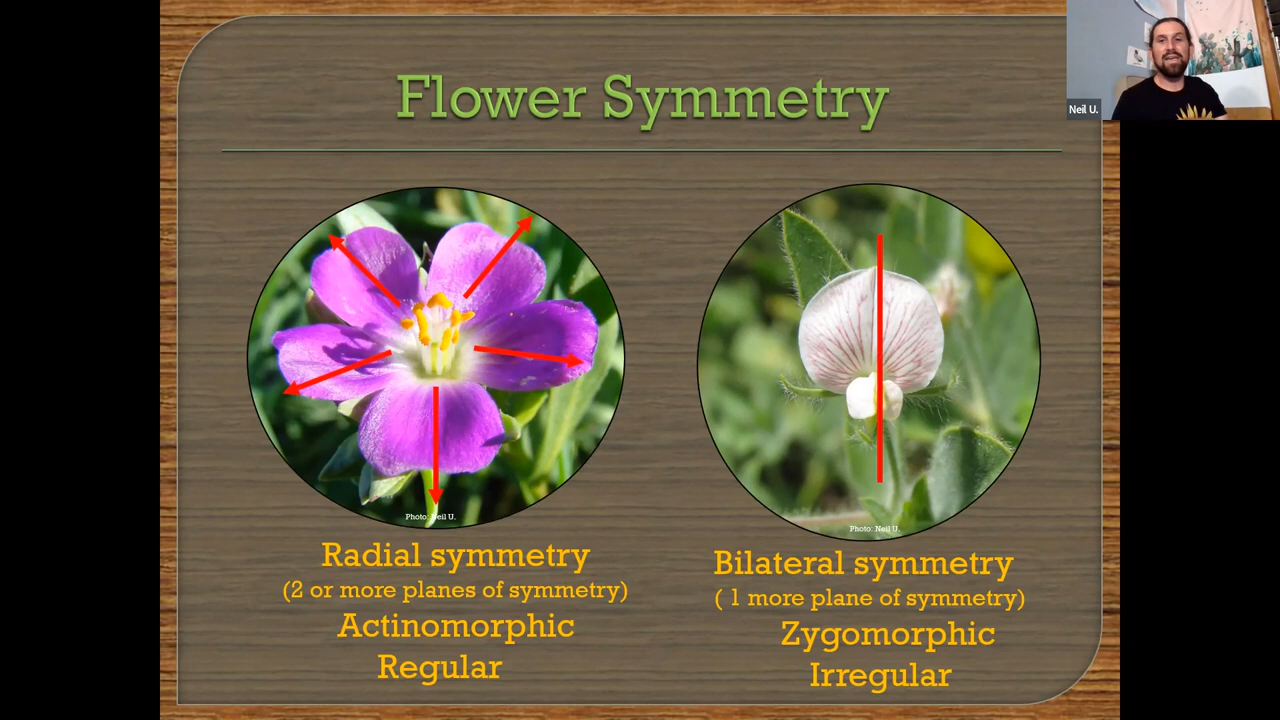 Flower Symmetry
Neil U.
Photo: Neil U.
Radial symmetry
(2 or more planes of symmetry)
Actinomorphic
Regular
Photo: Neil U.
Bilateral symmetry
( 1 more plane of symmetry)
Zygomorphic
Irregular